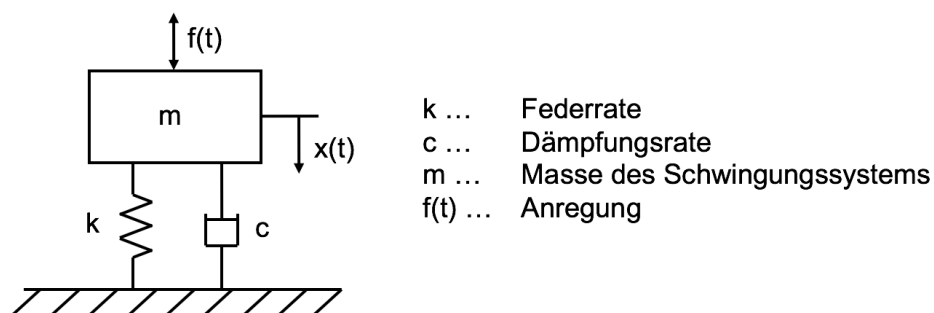 f(t)
m
x(t)
k
c
k … Federrate
c … Dämpfungsrate
m … Masse des Schwingungssystems
f(t) … Anregung